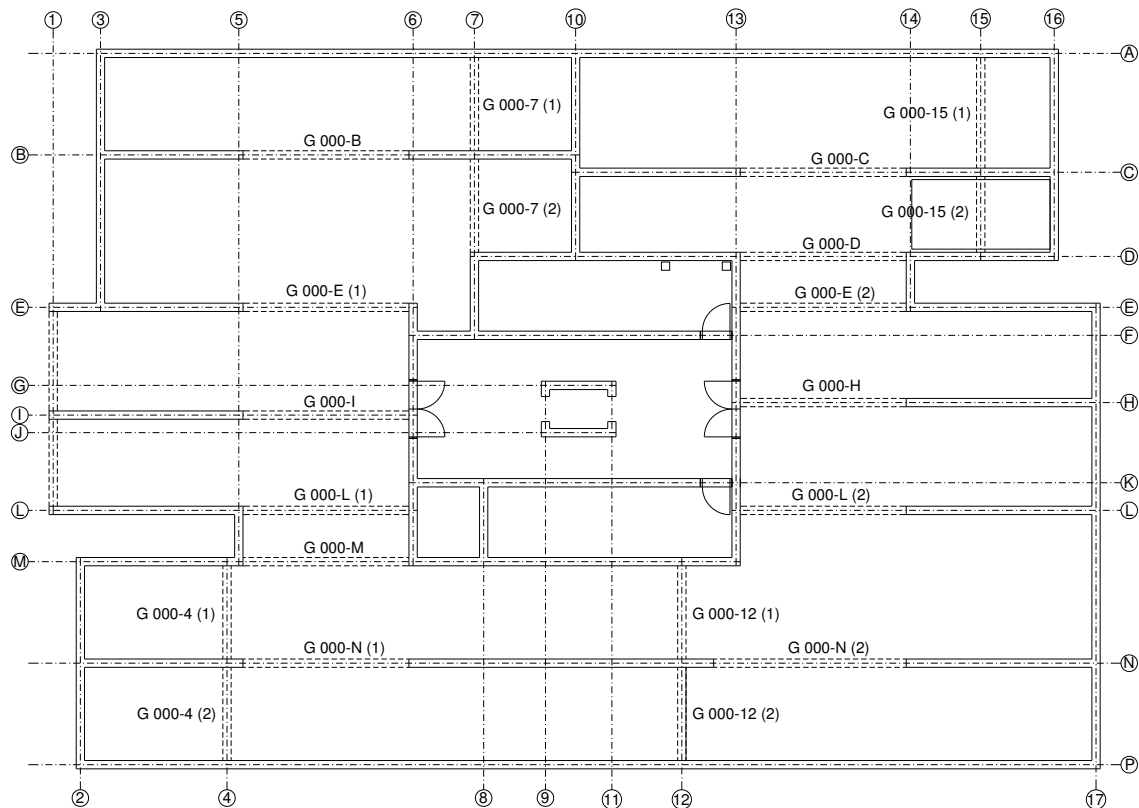 1 3 5 6 7 10 13 14 15 16
A
G 000-7 (1)
G 000-15 (1)
G 000-B
B
G 000-C
C
G 000-7 (2)
G 000-15 (2)
G 000-D
D
G 000-E (1)
G 000-E (2)
E
E
F
G
G 000-H
H
G 000-I
I
J
K
G 000-L (1)
G 000-L (2)
L
L
G 000-M
M
G 000-4 (1)
G 000-12 (1)
G 000-N (1)
G 000-N (2)
N
G 000-4 (2)
G 000-12 (2)
P
2 4 8 9 11 12 17